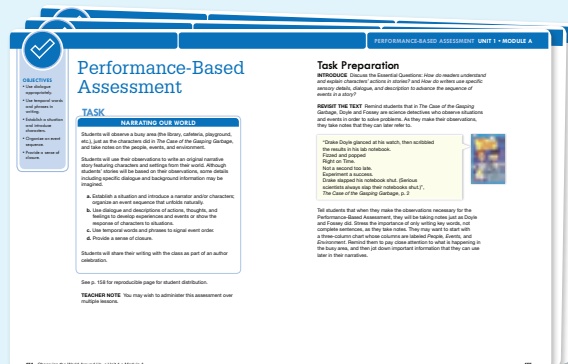 PERFORMANCE-BASED ASSESSMENT UNIT 1 • MODULE A
OBJECTIVES
• Use dialogue
appropriately.
• Use temporal words
and phrases in
writing.
• Establish a situation
and introduce
characters.
• Organize an event
sequence.
• Provide a sense of
closure.
Performance-Based
Assessment
TASK
NARRATING OUR WORLD
Students will observe a busy area (the library, cafeteria, playground,
etc.), just as the characters did in The Case of the Gasping Garbage,
and take notes on the people, events, and environment.
Students will use their observations to write an original narrative
story featuring characters and settings from their world. Although
students' stories will be based on their observations, some details
including specific dialogue and background information may be
imagined.
a. Establish a situation and introduce a narrator and/or characters;
organize an event sequence that unfolds naturally.
b. Use dialogue and descriptions of actions, thoughts, and
feelings to develop experiences and events or show the
response of characters to situations.
c. Use temporal words and phrases to signal event order.
d. Provide a sense of closure.
Students will share their writing with the class as part of an author
celebration.
See p. 158 for reproducible page for student distribution.
TEACHER NOTE You may wish to administer this assessment over
multiple lessons.
Task Preparation
INTRODUCE Discuss the Essential Questions: How do readers understand
and explain characters' actions in stories? and How do writers use specific
sensory details, dialogue, and description to advance the sequence of
events in a story?
REVISIT THE TEXT Remind students that in The Case of the Gasping
Garbage, Doyle and Fossey are science detectives who observe situations
and events in order to solve problems. As they make their observations,
they take notes that they can later refer to.
"Drake Doyle glanced at his watch, then scribbled
the results in his lab notebook.
Fizzed and popped
Right on Time.
Not a second too late.
Experiment a success.
Drake slapped his notebook shut. (Serious
scientists always slap their notebooks shut.)",
The Case of the Gasping Garbage, p. 3
Tell students that when they make the observations necessary for the
Performance-Based Assessment, they will be taking notes just as Doyle
and Fossey did. Stress the importance of only writing key words, not
complete sentences, as they take notes. They may want to start with
a three-column chart whose columns are labeled People, Events, and
Environment. Remind them to pay close attention to what is happening in
the busy area, and then jot down important information that they can use
later in their narratives.